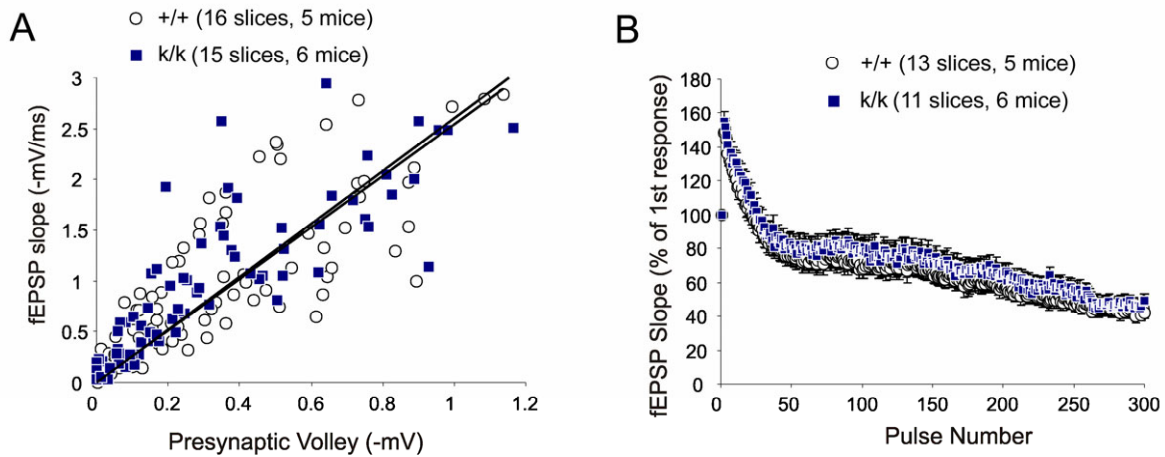 A
+/+ (16 slices, 5 mice)
k/k (15 slices, 6 mice)
fEPSP slope (-mV/ms)
3
2.5
2
1.5
1
0.5
0
0 0.2 0.4 0.6 0.8 1 1.2
Presynaptic Volley (-mV)
B
+/+ (13 slices, 5 mice)
k/k (11 slices, 6 mice)
fEPSP Slope (% of 1st response)
180
160
140
120
100
80
60
40
20
0
0 50 100 150 200 250 300
Pulse Number